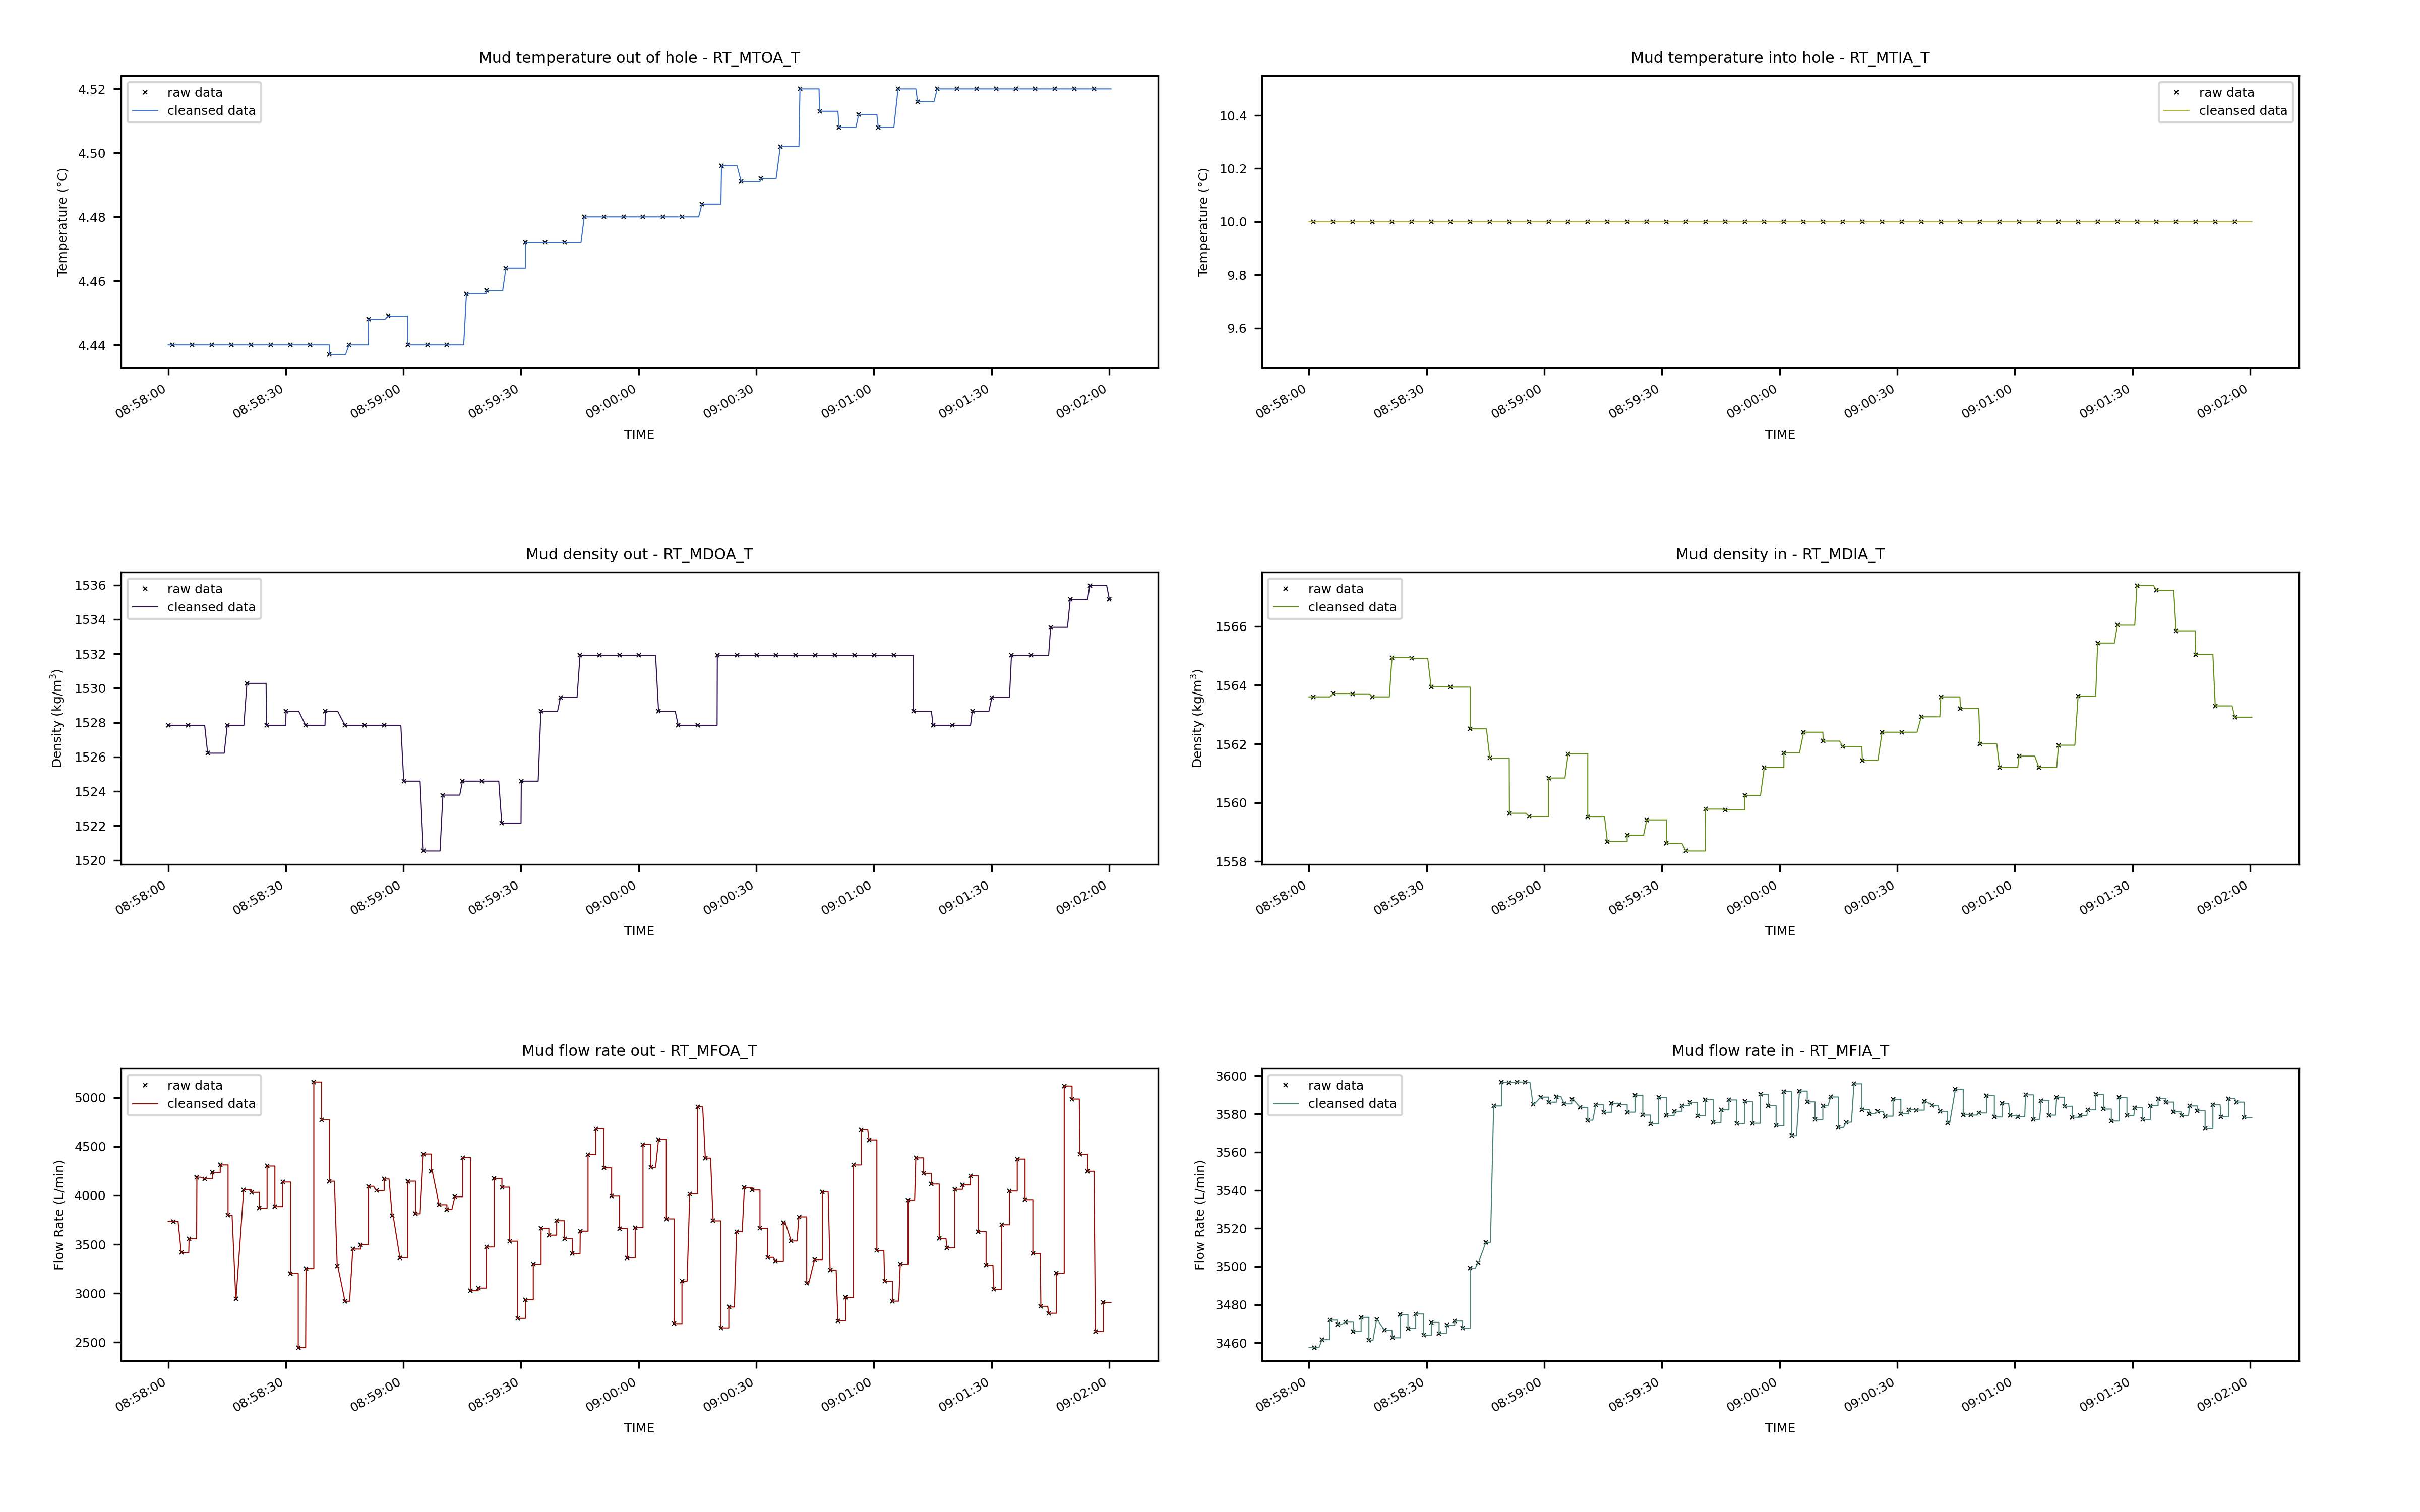 Mud temperature out of hole - RT_MTOA_T
raw data
cleansed data
Temperature (°C)
4.52
4.50
4.48
4.46
4.44
08:58:00 08:58:30 08:59:00 08:59:30 09:00:00 09:00:30 09:01:00 09:01:30 09:02:00
TIME
Mud temperature into hole - RT_MTIA_T
raw data
cleansed data
Temperature (°C)
10.4
10.2
10.0
9.8
9.6
08:58:00 08:58:30 08:59:00 08:59:30 09:00:00 09:00:30 09:01:00 09:01:30 09:02:00
TIME
Mud density out - RT_MDOA_T
raw data
cleansed data
Density (kg/m³)
1536
1534
1532
1530
1528
1526
1524
1522
1520
08:58:00 08:58:30 08:59:00 08:59:30 09:00:00 09:00:30 09:01:00 09:01:30 09:02:00
TIME
Mud density in - RT_MDIA_T
raw data
cleansed data
Density (kg/m³)
1566
1564
1562
1560
1558
08:58:00 08:58:30 08:59:00 08:59:30 09:00:00 09:00:30 09:01:00 09:01:30 09:02:00
TIME
Mud flow rate out - RT_MFOA_T
raw data
cleansed data
Flow Rate (L/min)
5000
4500
4000
3500
3000
2500
08:58:00 08:58:30 08:59:00 08:59:30 09:00:00 09:00:30 09:01:00 09:01:30 09:02:00
TIME
Mud flow rate in - RT_MFIA_T
raw data
cleansed data
Flow Rate (L/min)
3600
3580
3560
3540
3520
3500
3480
3460
08:58:00 08:58:30 08:59:00 08:59:30 09:00:00 09:00:30 09:01:00 09:01:30 09:02:00
TIME